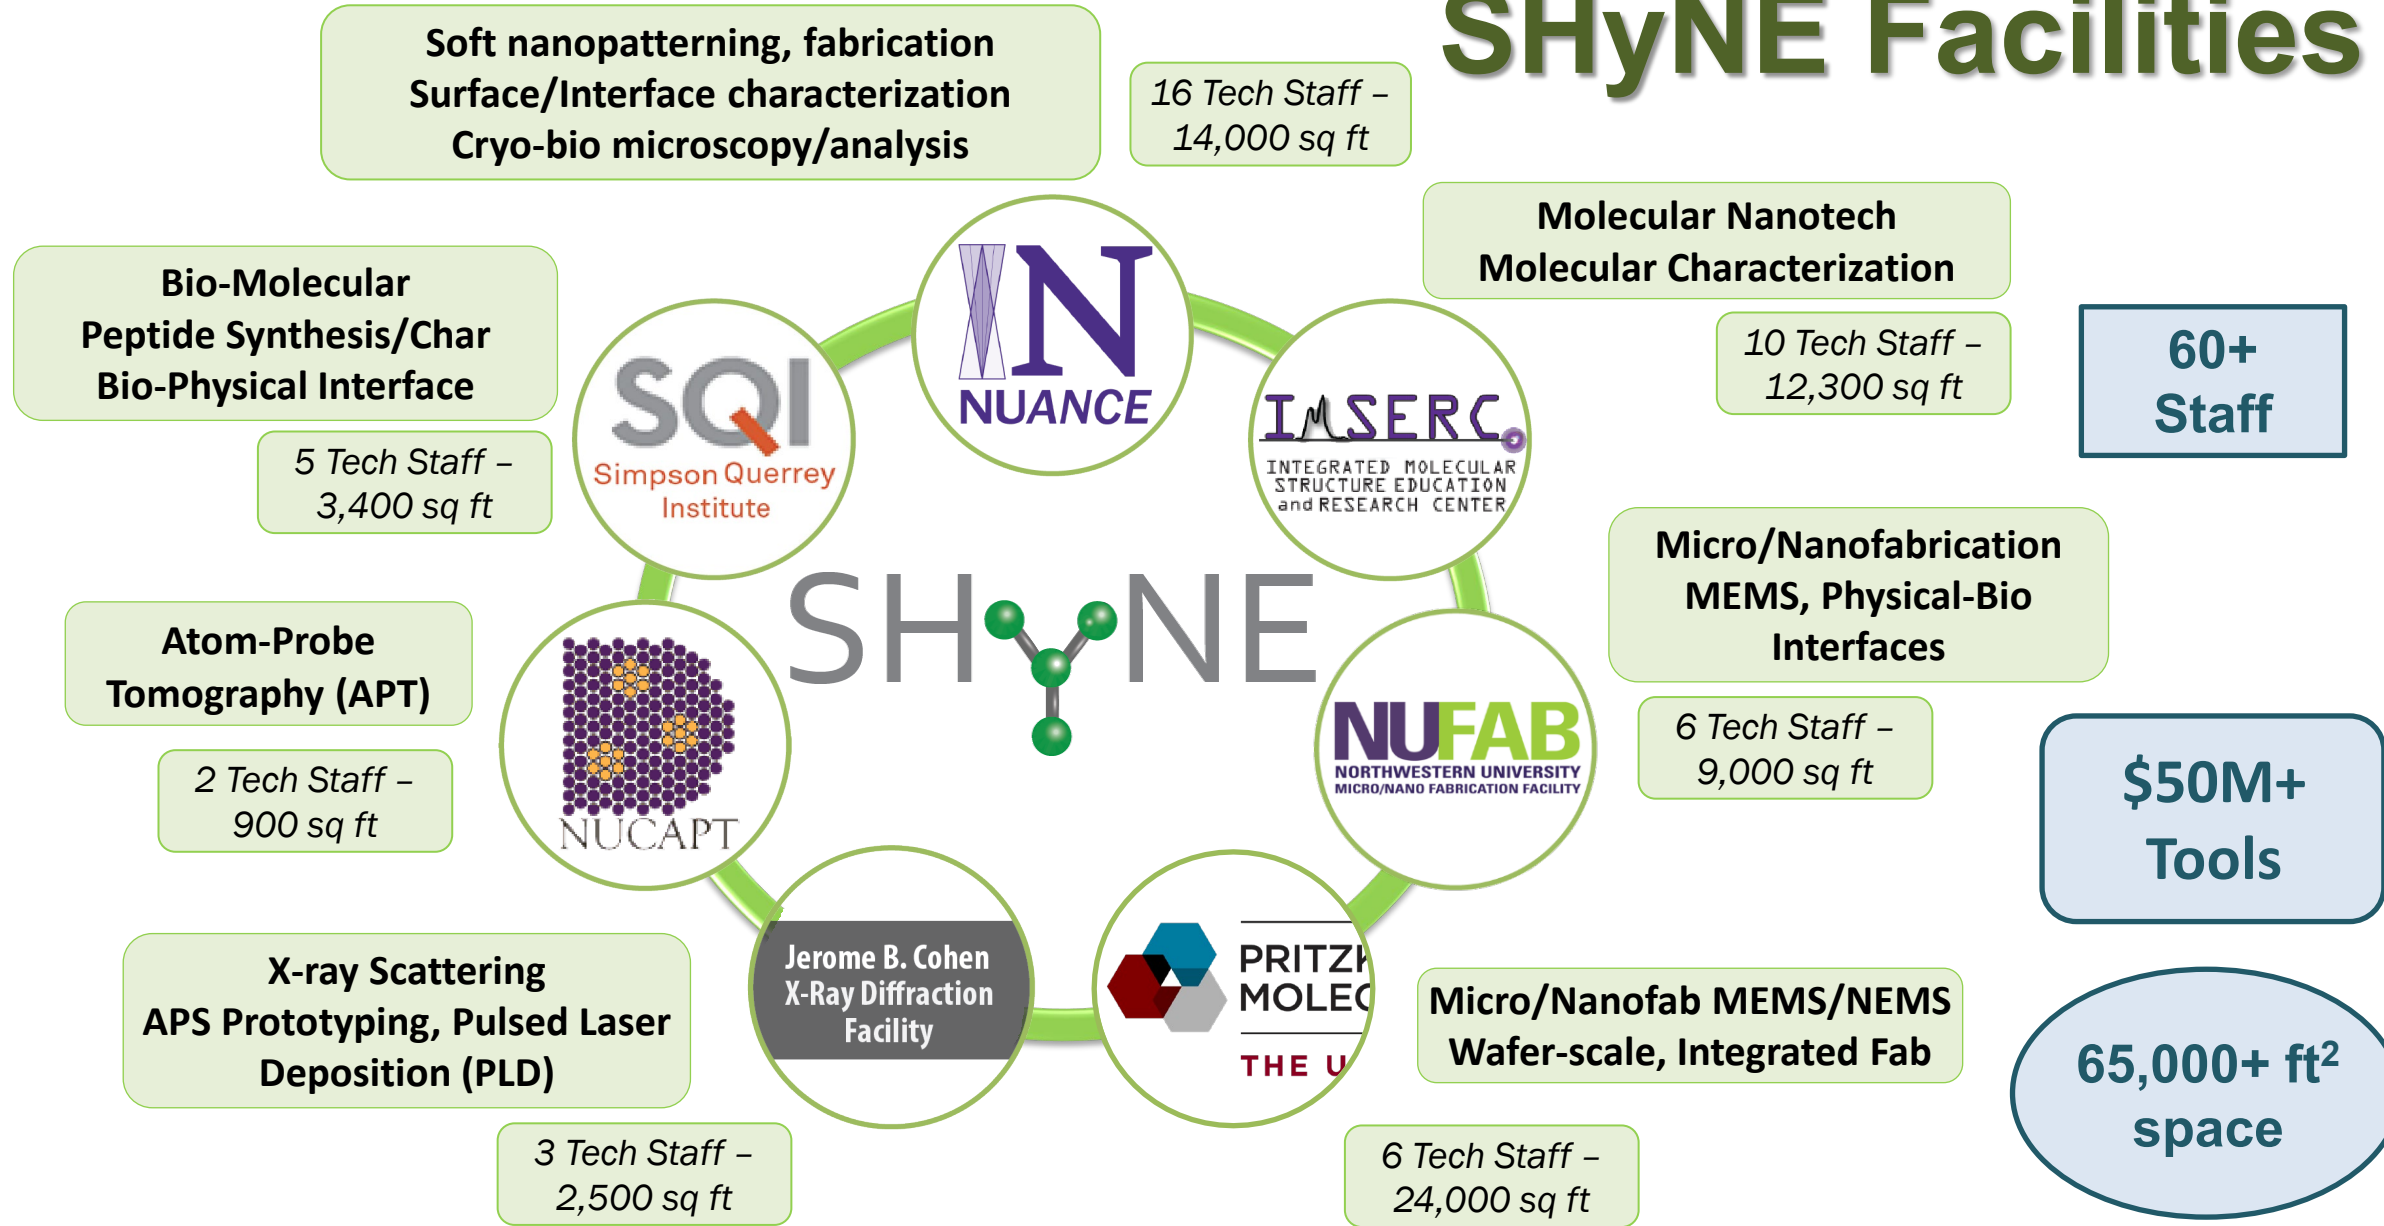 SHyNE Facilities
Soft nanopatterning, fabrication
Surface/Interface characterization
Cryo-bio microscopy/analysis
16 Tech Staff –
14,000 sq ft
Molecular Nanotech
Molecular Characterization
10 Tech Staff –
12,300 sq ft
60+
Staff
Bio-Molecular
Peptide Synthesis/Char
Bio-Physical Interface
5 Tech Staff –
3,400 sq ft
SQI
Simpson Querrey
Institute
N
NUANCE
IMSERC
INTEGRATED MOLECULAR
STRUCTURE EDUCATION
and RESEARCH CENTER
Micro/Nanofabrication
MEMS, Physical-Bio
Interfaces
6 Tech Staff –
9,000 sq ft
SHyNE
Atom-Probe
Tomography (APT)
2 Tech Staff –
900 sq ft
NUCAPT
NUFAB
NORTHWESTERN UNIVERSITY
MICRO/NANO FABRICATION FACILITY
$50M+
Tools
X-ray Scattering
APS Prototyping, Pulsed Laser
Deposition (PLD)
3 Tech Staff –
2,500 sq ft
Jerome B. Cohen
X-Ray Diffraction
Facility
PRITZK
MOLEC
THE U
Micro/Nanofab MEMS/NEMS
Wafer-scale, Integrated Fab
6 Tech Staff –
24,000 sq ft
65,000+ ft²
space